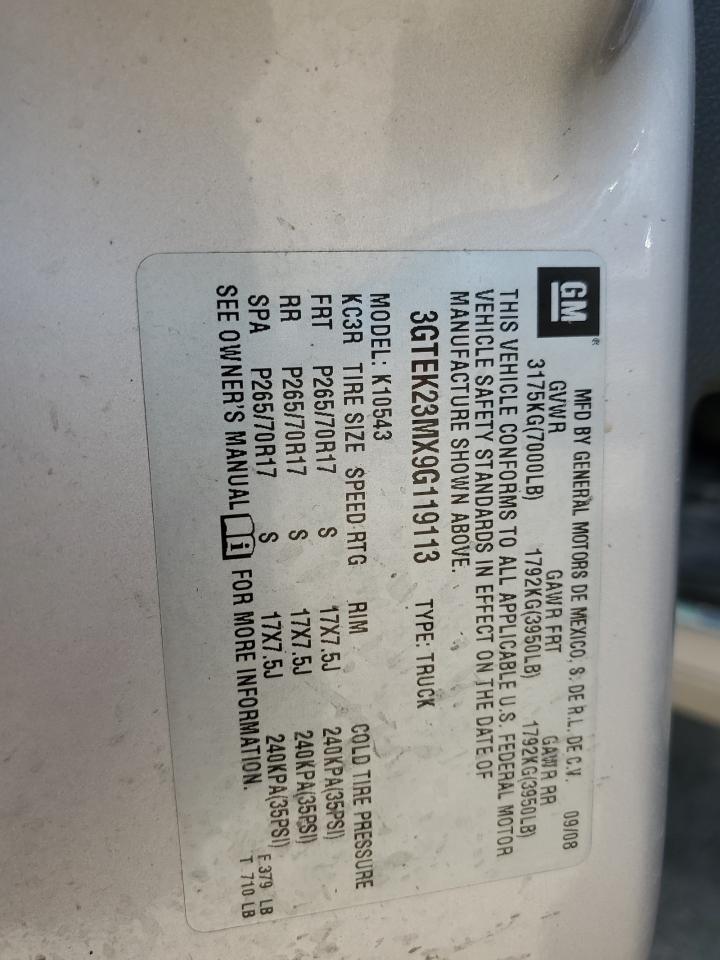 GM®
MFD BY GENERAL MOTORS DE MEXICO, S. DE R.L. DE C.V. 09/08
GVWR GAWR FRT GAWR RR
3175KG(7000LB) 1792KG(3950LB) 1792KG(3950LB)
THIS VEHICLE CONFORMS TO ALL APPLICABLE U.S. FEDERAL MOTOR
VEHICLE SAFETY STANDARDS IN EFFECT ON THE DATE OF
MANUFACTURE SHOWN ABOVE.
3GTEK23MX9G119113 TYPE: TRUCK
MODEL: K10543
KC3R TIRE SIZE SPEED RTG RIM COLD TIRE PRESSURE
FRT P265/70R17 S 17X7.5J 240KPA(35PSI)
RR P265/70R17 S 17X7.5J 240KPA(35PSI)
SPA P265/70R17 S 17X7.5J 240KPA(35PSI) F 379 LB
SEE OWNER'S MANUAL i FOR MORE INFORMATION. T 710 LB